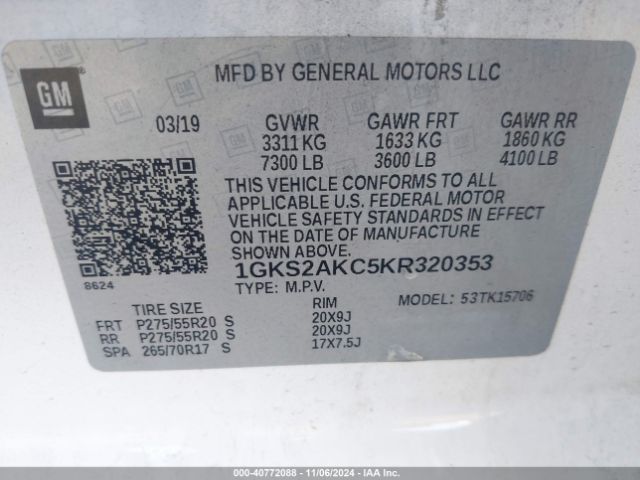 GM
MFD BY GENERAL MOTORS LLC
03/19 GVWR GAWR FRT GAWR RR
3311 KG 1633 KG 1860 KG
7300 LB 3600 LB 4100 LB
THIS VEHICLE CONFORMS TO ALL
APPLICABLE U.S. FEDERAL MOTOR
VEHICLE SAFETY STANDARDS IN EFFECT
ON THE DATE OF MANUFACTURE
SHOWN ABOVE.
1GKS2AKC5KR320353
8624
TYPE: M.P.V. MODEL: 53TK15706
TIRE SIZE RIM
FRT P275/55R20 S 20X9J
RR P275/55R20 S 20X9J
SPA 265/70R17 S 17X7.5J
000-40772088 - 11/06/2024 - IAA Inc.